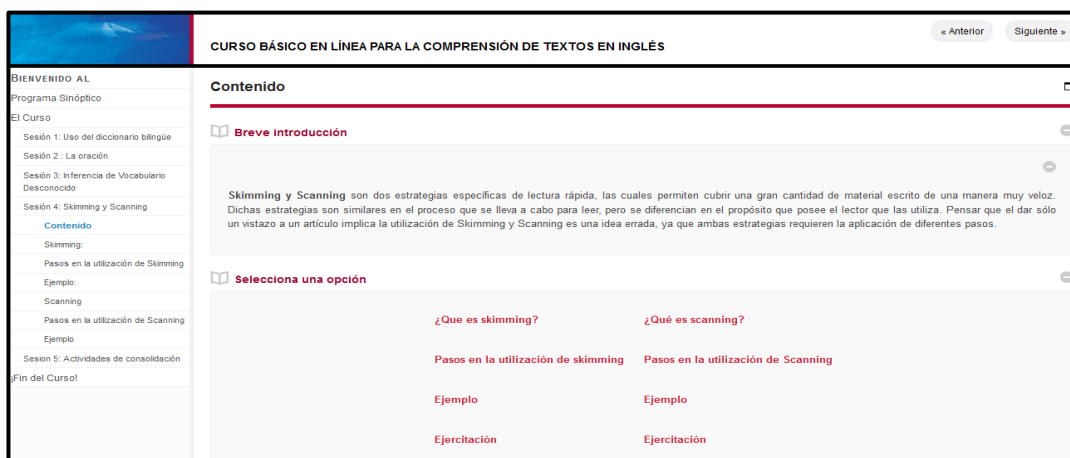 « Anterior
Siguiente »
CURSO BÁSICO EN LÍNEA PARA LA COMPRENSIÓN DE TEXTOS EN INGLÉS
BIENVENIDO AL
Programa Sinóptico
El Curso
Sesión 1: Uso del diccionario bilingüe
Sesión 2 : La oración
Sesión 3: Inferencia de Vocabulario
Desconocido
Sesión 4: Skimming y Scanning
Contenido
Skimming:
Pasos en la utilización de Skimming
Ejemplo:
Scanning
Pasos en la utilización de Scanning
Ejemplo
Sesion 5: Actividades de consolidación
¡Fin del Curso!
Contenido
Breve introducción
Skimming y Scanning son dos estrategias específicas de lectura rápida, las cuales permiten cubrir una gran cantidad de material escrito de una manera muy veloz.
Dichas estrategias son similares en el proceso que se lleva a cabo para leer, pero se diferencian en el propósito que posee el lector que las utiliza. Pensar que el dar sólo
un vistazo a un artículo implica la utilización de Skimming y Scanning es una idea errada, ya que ambas estrategias requieren la aplicación de diferentes pasos.
Selecciona una opción
¿Que es skimming?
¿Qué es scanning?
Pasos en la utilización de skimming
Pasos en la utilización de Scanning
Ejemplo
Ejemplo
Ejercitación
Ejercitación